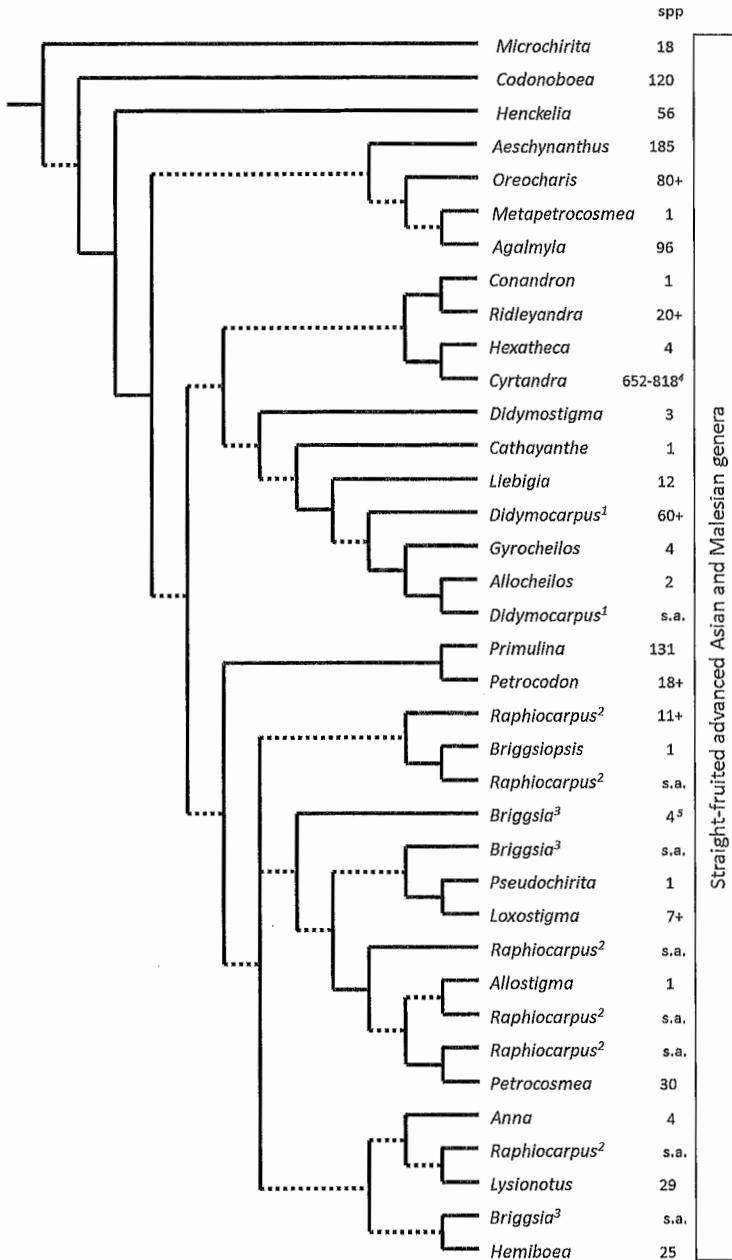 spp
Microchirita 18
Codonoboea 120
Henckelia 56
Aeschynanthus 185
Oreocharis 80+
Metapetrocosmea 1
Agalmyla 96
Conandron 1
Ridleyandra 20+
Hexatheca 4
Cyrtandra 652-818⁴
Didymostigma 3
Cathayanthe 1
Liebigia 12
Didymocarpus¹ 60+
Gyrocheilos 4
Allocheilos 2
Didymocarpus¹ s.a.
Primulina 131
Petrocodon 18+
Raphiocarpus² 11+
Briggsiopsis 1
Raphiocarpus² s.a.
Briggsia³ 4⁵
Briggsia³ s.a.
Pseudochirita 1
Loxostigma 7+
Raphiocarpus² s.a.
Allostigma 1
Raphiocarpus² s.a.
Raphiocarpus² s.a.
Petrocosmea 30
Anna 4
Raphiocarpus² s.a.
Lysionotus 29
Briggsia³ s.a.
Hemiboea 25
Straight-fruited advanced Asian and Malesian genera